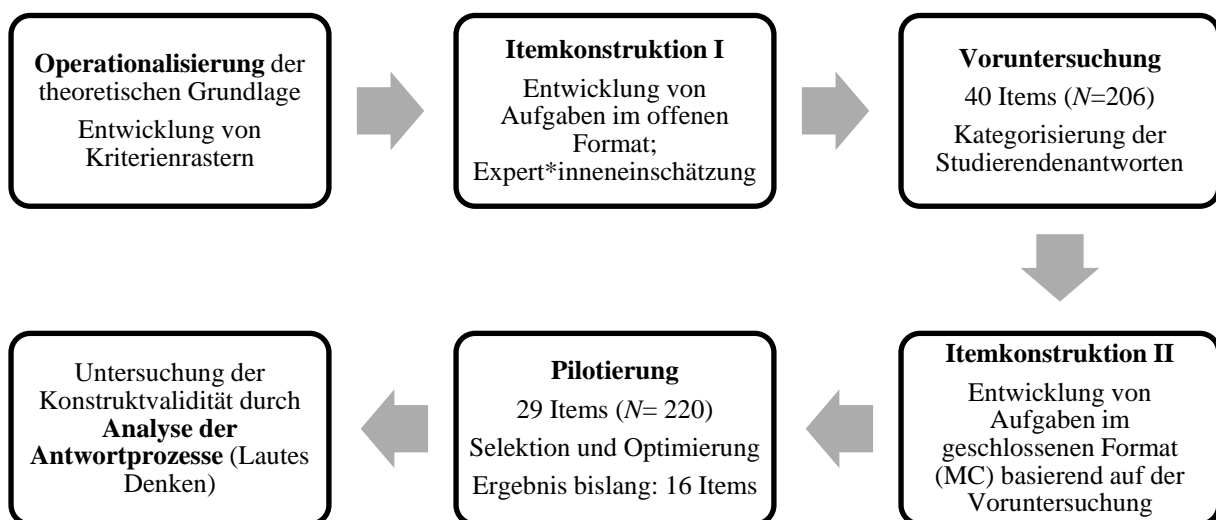 Operationalisierung der
theoretischen Grundlage
Entwicklung von
Kriterienrastern
Itemkonstruktion I
Entwicklung von
Aufgaben im offenen
Format;
Expert*inneneinschätzung
Voruntersuchung
40 Items (N=206)
Kategorisierung der
Studierendenantworten
Itemkonstruktion II
Entwicklung von
Aufgaben im
geschlossenen Format
(MC) basierend auf der
Voruntersuchung
Pilotierung
29 Items (N= 220)
Selektion und Optimierung
Ergebnis bislang: 16 Items
Untersuchung der
Konstruktvalidität durch
Analyse der
Antwortprozesse (Lautes
Denken)